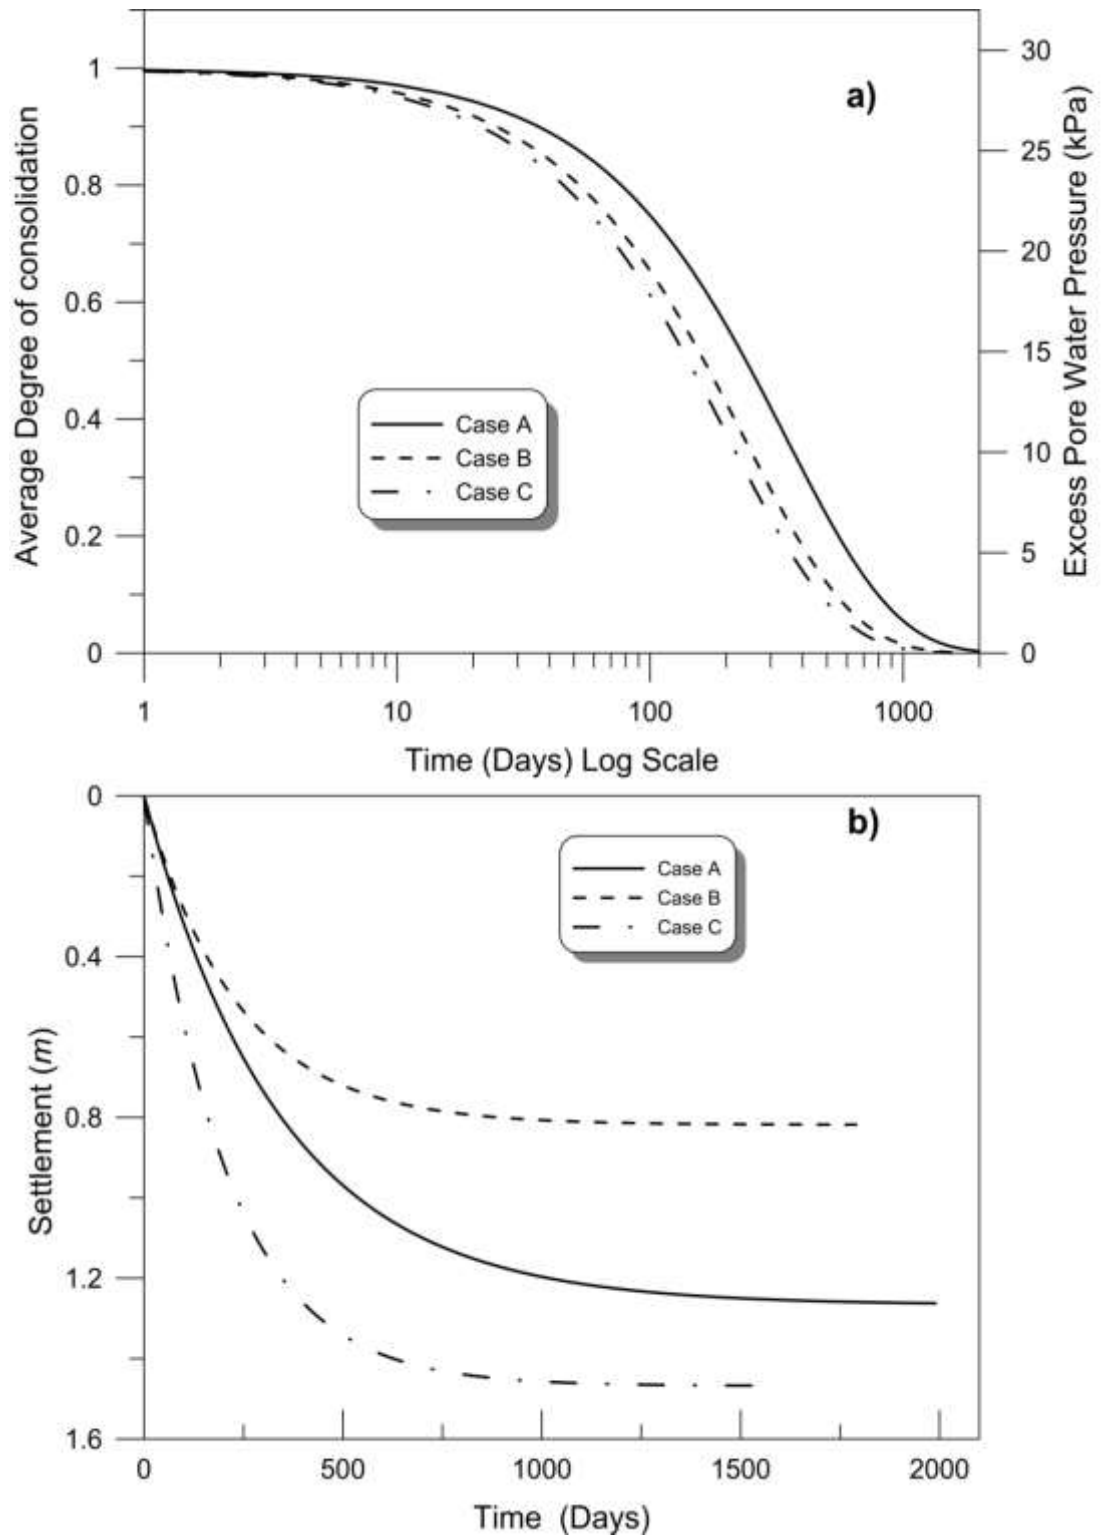 a)
Average Degree of consolidation
1
0.8
0.6
0.4
0.2
0
30
25
20
15
10
5
0
Excess Pore Water Pressure (kPa)
Case A
Case B
Case C
1 10 100 1000
Time (Days) Log Scale
b)
Settlement (m)
0
0.4
0.8
1.2
1.6
Case A
Case B
Case C
0 500 1000 1500 2000
Time (Days)